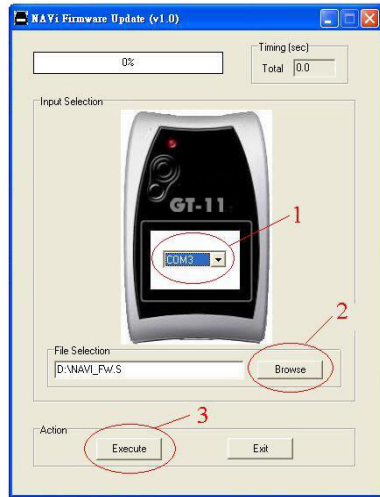 NAVi Firmware Update (v1.0)
0%
Timing (sec)
Total 0.0
Input Selection
GT-11
1
COM3
2
File Selection
D:\NAVI_FW.S
Browse
3
Action
Execute
Exit